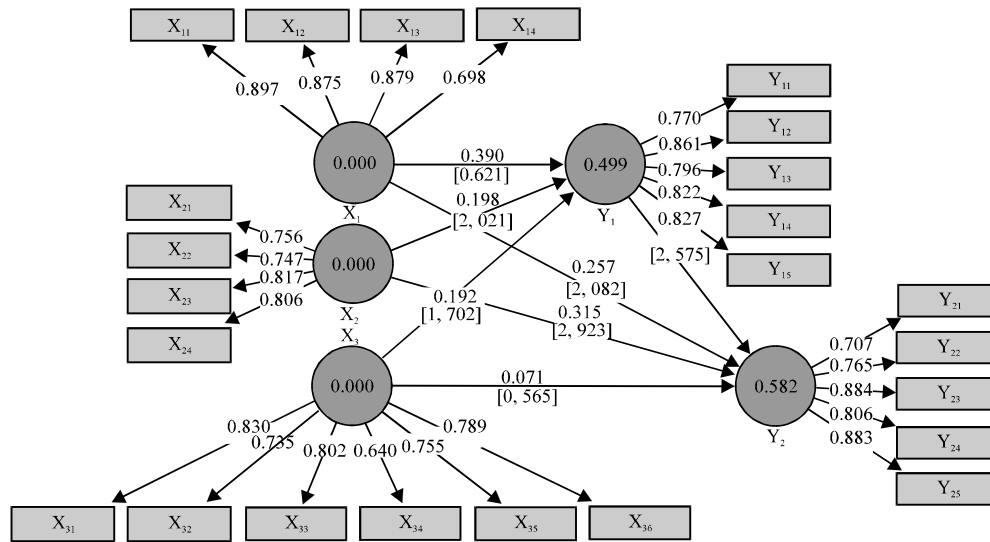 X11 X12 X13 X14
0.897 0.875 0.879 0.698
0.000
X1
X21
X22
X23
X24
0.756
0.747
0.817
0.806
0.000
X2
X3
0.000
0.830 0.735 0.802 0.640 0.755 0.789
X31 X32 X33 X34 X35 X36
0.390
[0.621]
0.198
[2, 021]
0.192
[1, 702]
0.257
[2, 082]
0.315
[2, 923]
0.071
[0, 565]
0.499
Y1
[2, 575]
0.770
0.861
0.796
0.822
0.827
Y11
Y12
Y13
Y14
Y15
0.582
Y2
0.707
0.765
0.884
0.806
0.883
Y21
Y22
Y23
Y24
Y25